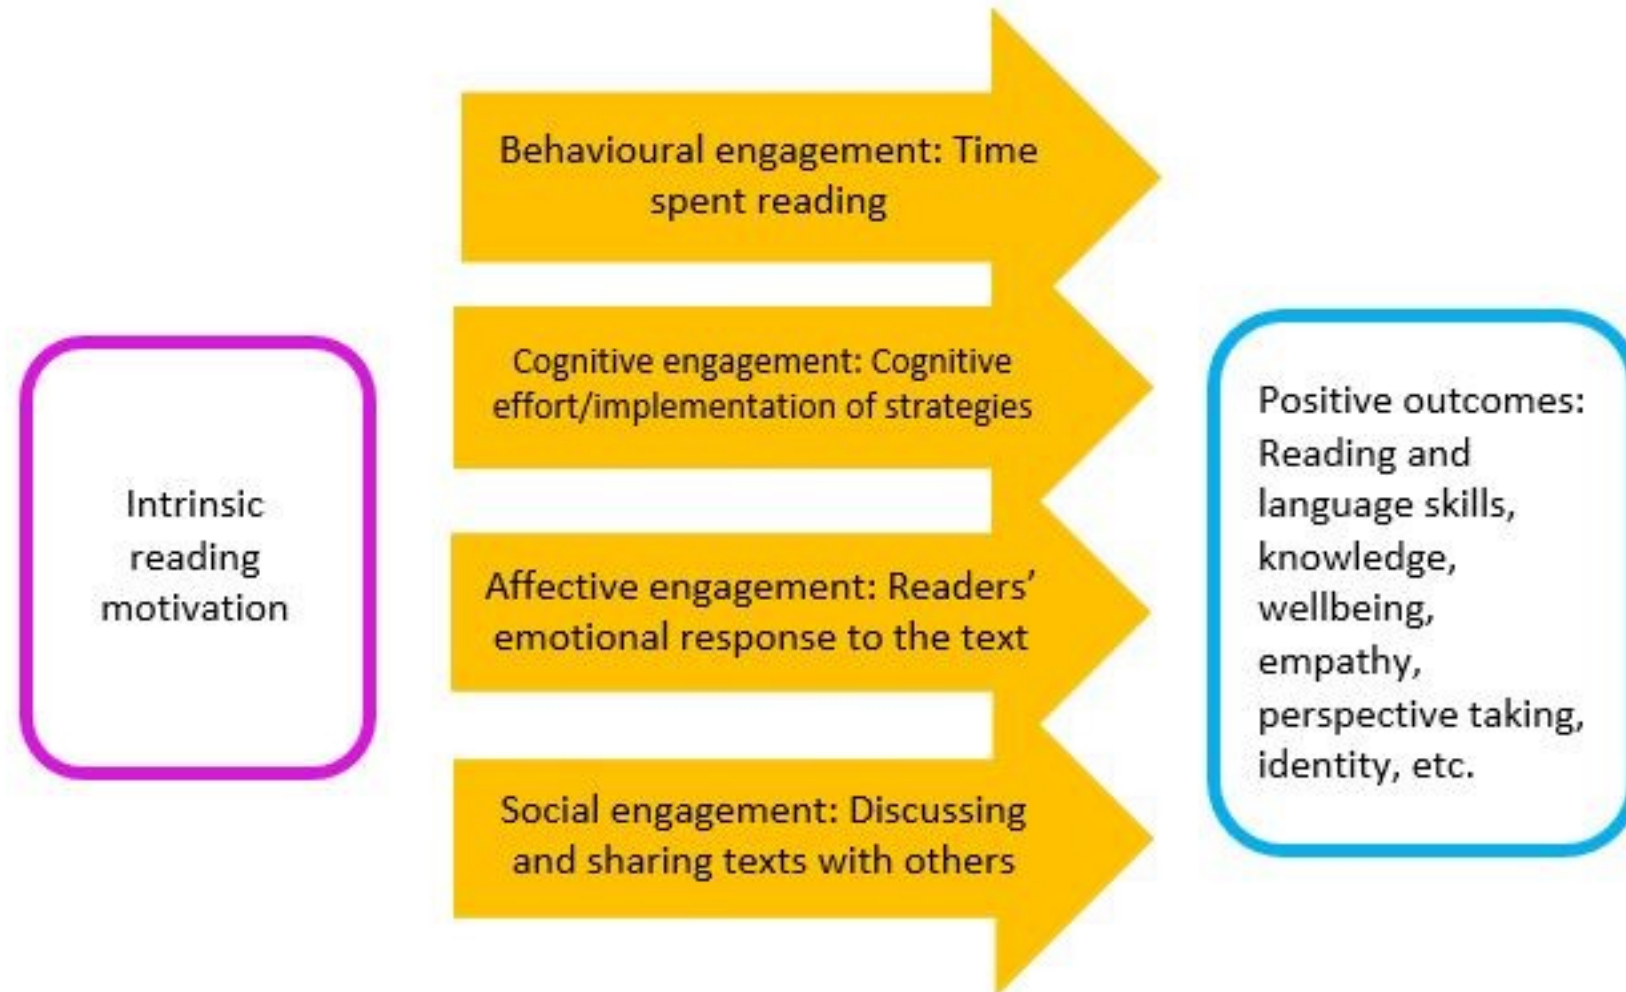 Intrinsic
reading
motivation
Behavioural engagement: Time
spent reading
Cognitive engagement: Cognitive
effort/implementation of strategies
Affective engagement: Readers’
emotional response to the text
Social engagement: Discussing
and sharing texts with others
Positive outcomes:
Reading and
language skills,
knowledge,
wellbeing,
empathy,
perspective taking,
identity, etc.